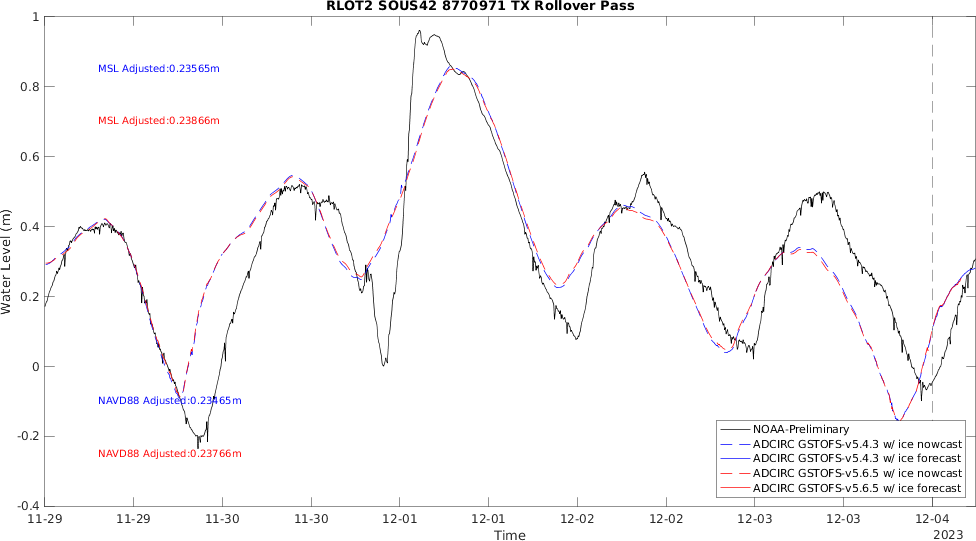 RLOT2 SOUS42 8770971 TX Rollover Pass
1
0.8
0.6
0.4
0.2
0
-0.2
-0.4
Water Level (m)
MSL Adjusted:0.23565m
MSL Adjusted:0.23866m
NAVD88 Adjusted:0.23465m
NAVD88 Adjusted:0.23766m
NOAA-Preliminary
ADCIRC GSTOFS-v5.4.3 w/ ice nowcast
ADCIRC GSTOFS-v5.4.3 w/ ice forecast
ADCIRC GSTOFS-v5.6.5 w/ ice nowcast
ADCIRC GSTOFS-v5.6.5 w/ ice forecast
11-29 11-29 11-30 11-30 12-01 12-01 12-02 12-02 12-03 12-03 12-04
Time
2023